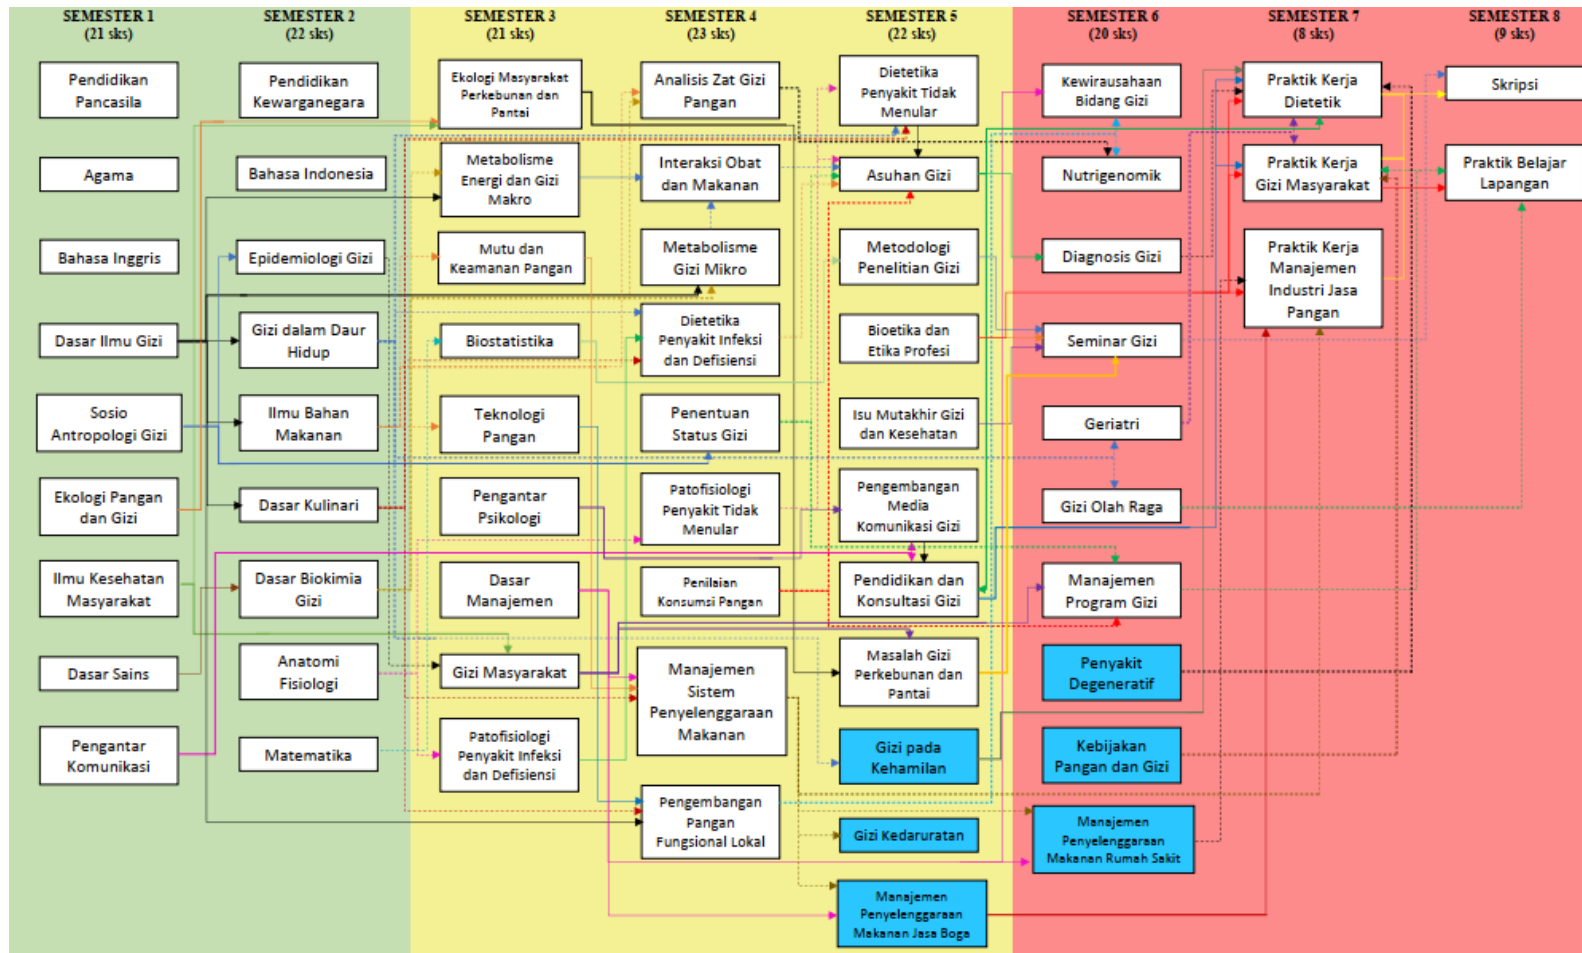 SEMESTER 1
(21 sks)
Pendidikan
Pancasila
Agama
Bahasa Inggris
Dasar Ilmu Gizi
Sosio
Antropologi Gizi
Ekologi Pangan
dan Gizi
Ilmu Kesehatan
Masyarakat
Dasar Sains
Pengantar
Komunikasi
SEMESTER 2
(22 sks)
Pendidikan
Kewarganegara
Bahasa Indonesia
Epidemiologi Gizi
Gizi dalam Daur
Hidup
Ilmu Bahan
Makanan
Dasar Kulinari
Dasar Biokimia
Gizi
Anatomi
Fisiologi
Matematika
SEMESTER 3
(21 sks)
Ekologi Masyarakat
Perkebunan dan
Pantai
Metabolisme
Energi dan Gizi
Makro
Mutu dan
Keamanan Pangan
Biostatistika
Teknologi
Pangan
Pengantar
Psikologi
Dasar
Manajemen
Gizi Masyarakat
Patofisiologi
Penyakit Infeksi
dan Defisiensi
SEMESTER 4
(23 sks)
Analisis Zat Gizi
Pangan
Interaksi Obat
dan Makanan
Metabolisme
Gizi Mikro
Dietetika
Penyakit Infeksi
dan Defisiensi
Penentuan
Status Gizi
Patofisiologi
Penyakit Tidak
Menular
Penilaian
Konsumsi Pangan
Manajemen
Sistem
Penyelenggaraan
Makanan
Pengembangan
Pangan
Fungsional Lokal
SEMESTER 5
(22 sks)
Dietetika
Penyakit Tidak
Menular
Asuhan Gizi
Metodologi
Penelitian Gizi
Bioetika dan
Etika Profesi
Isu Mutakhir Gizi
dan Kesehatan
Pengembangan
Media
Komunikasi Gizi
Pendidikan dan
Konsultasi Gizi
Masalah Gizi
Perkebunan dan
Pantai
Gizi pada
Kehamilan
Gizi Kedaruratan
Manajemen
Penyelenggaraan
Makanan Jasa Boga
SEMESTER 6
(20 sks)
Kewirausahaan
Bidang Gizi
Nutrigenomik
Diagnosis Gizi
Seminar Gizi
Geriatri
Gizi Olah Raga
Manajemen
Program Gizi
Penyakit
Degeneratif
Kebijakan
Pangan dan Gizi
Manajemen
Penyelenggaraan
Makanan Rumah Sakit
SEMESTER 7
(8 sks)
Praktik Kerja
Dietetik
Praktik Kerja
Gizi Masyarakat
Praktik Kerja
Manajemen
Industri Jasa
Pangan
SEMESTER 8
(9 sks)
Skripsi
Praktik Belajar
Lapangan